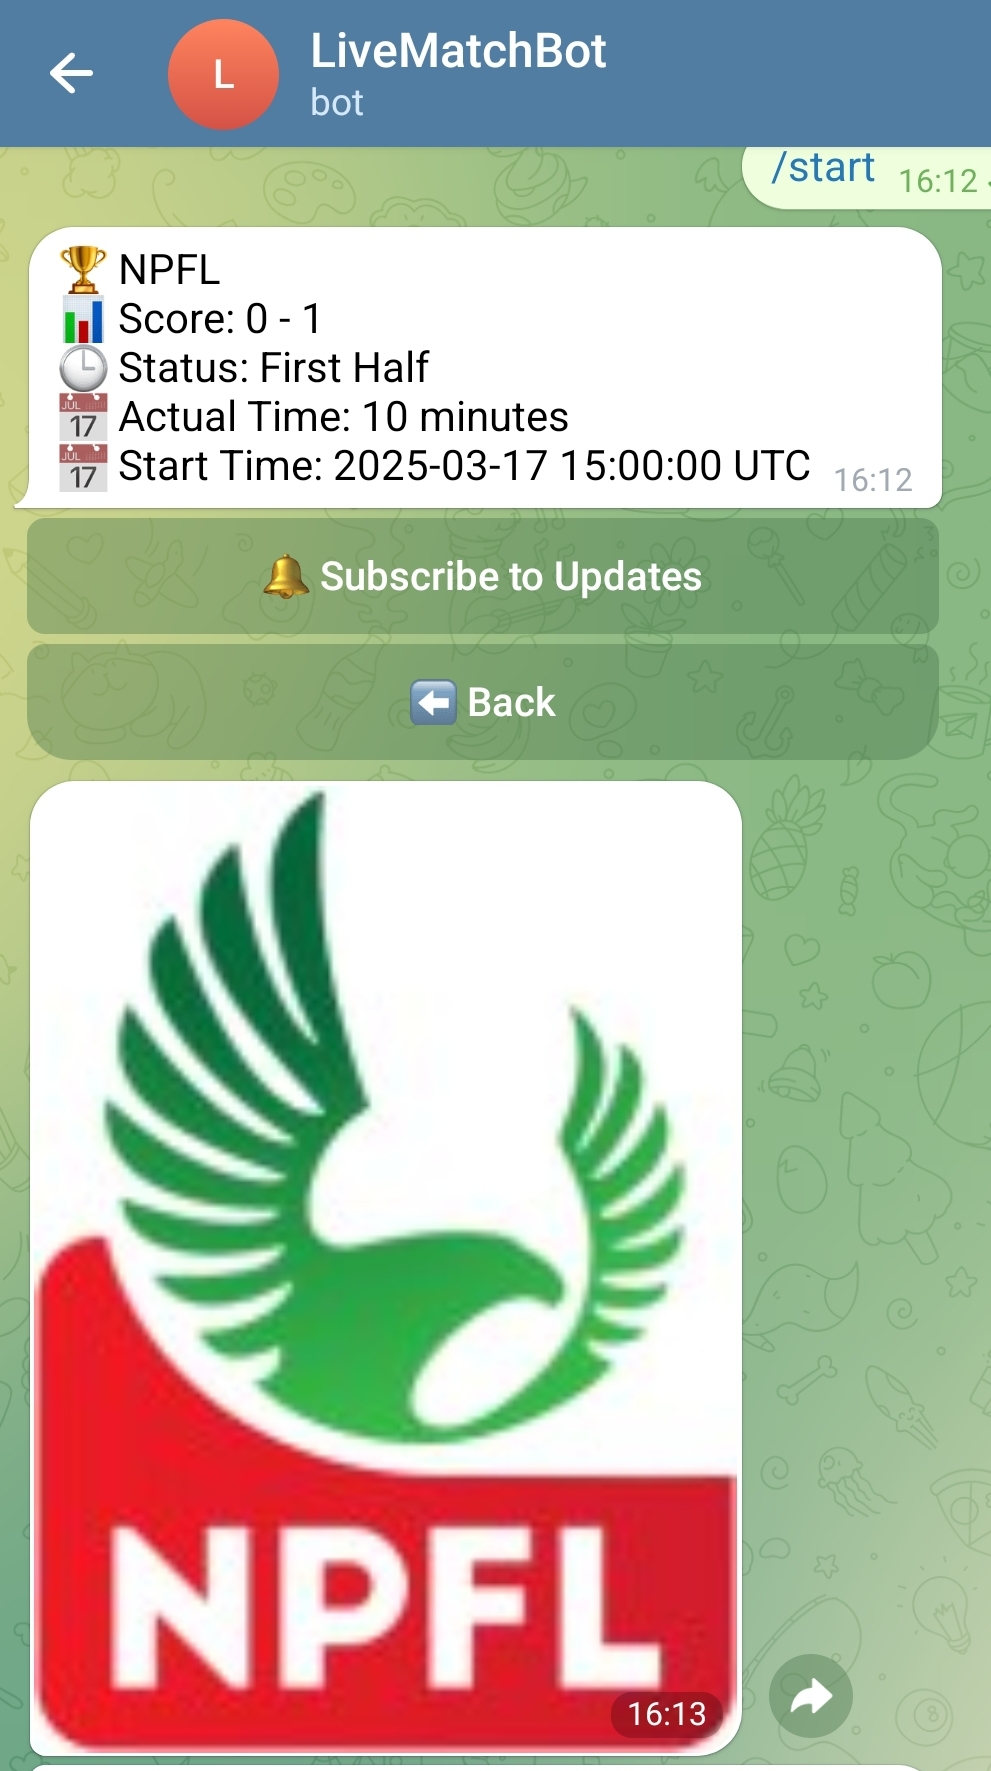 LiveMatchBot
L
bot
/start 16:12
🏆 NPFL
📊 Score: 0 - 1
🕒 Status: First Half
📅 Actual Time: 10 minutes
📅 Start Time: 2025-03-17 15:00:00 UTC 16:12
🔔 Subscribe to Updates
⬅️ Back
NPFL
16:13